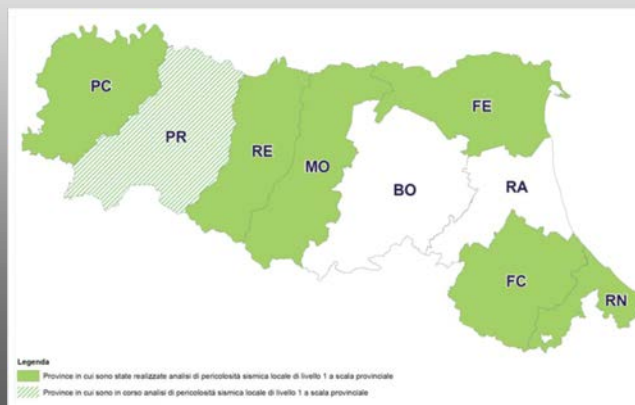 PC
PR
RE
MO
FE
BO
RA
FC
RN
Legenda
Province in cui sono state realizzate analisi di pericolosità sismica locale di livello 1 a scala provinciale
Province in cui sono in corso analisi di pericolosità sismica locale di livello 1 a scala provinciale